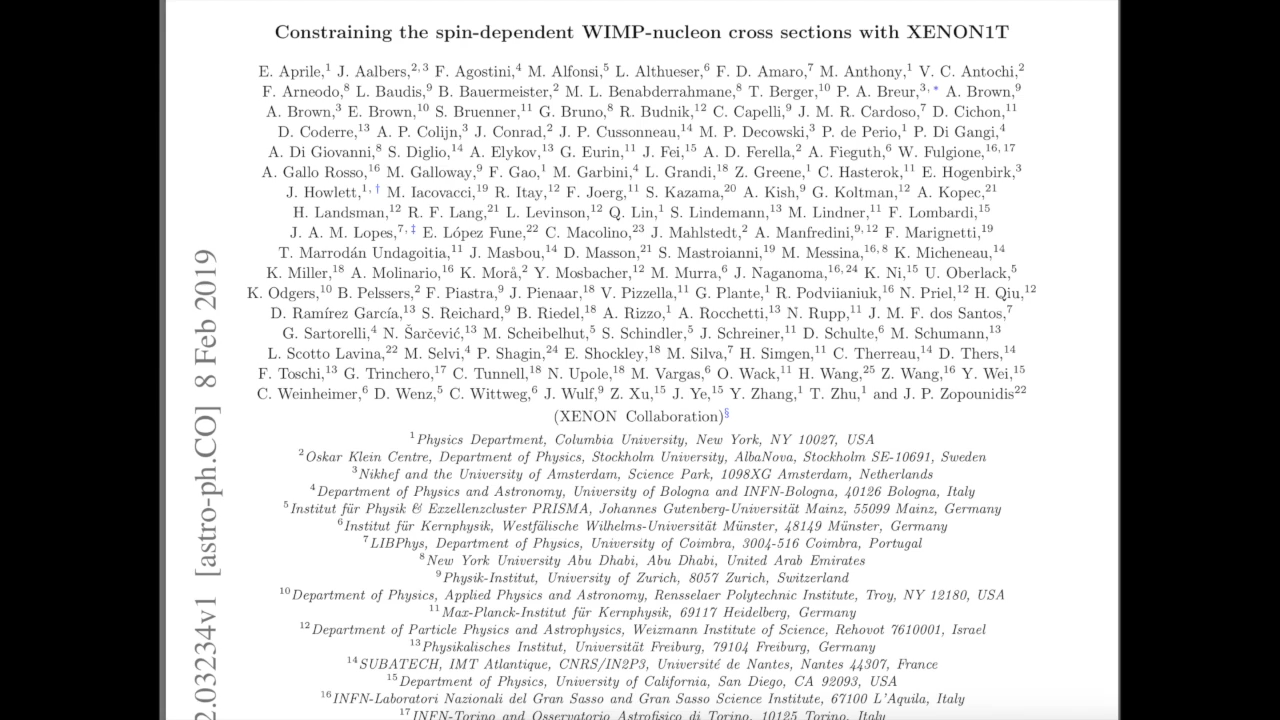 Constraining the spin-dependent WIMP-nucleon cross sections with XENON1T
E. Aprile,1 J. Aalbers,2, 3 F. Agostini,4 M. Alfonsi,5 L. Althueser,6 F. D. Amaro,7 M. Anthony,1 V. C. Antochi,2
F. Arneodo,8 L. Baudis,9 B. Bauermeister,2 M. L. Benabderrahmane,8 T. Berger,10 P. A. Breur,3, * A. Brown,9
A. Brown,3 E. Brown,10 S. Bruenner,11 G. Bruno,8 R. Budnik,12 C. Capelli,9 J. M. R. Cardoso,7 D. Cichon,11
D. Coderre,13 A. P. Colijn,3 J. Conrad,2 J. P. Cussonneau,14 M. P. Decowski,3 P. de Perio,1 P. Di Gangi,4
A. Di Giovanni,8 S. Diglio,14 A. Elykov,13 G. Eurin,11 J. Fei,15 A. D. Ferella,2 A. Fieguth,6 W. Fulgione,16, 17
A. Gallo Rosso,16 M. Galloway,9 F. Gao,1 M. Garbini,4 L. Grandi,18 Z. Greene,1 C. Hasterok,11 E. Hogenbirk,3
J. Howlett,1, † M. Iacovacci,19 R. Itay,12 F. Joerg,11 S. Kazama,20 A. Kish,9 G. Koltman,12 A. Kopec,21
H. Landsman,12 R. F. Lang,21 L. Levinson,12 Q. Lin,1 S. Lindemann,13 M. Lindner,11 F. Lombardi,15
J. A. M. Lopes,7, ‡ E. López Fune,22 C. Macolino,23 J. Mahlstedt,2 A. Manfredini,9, 12 F. Marignetti,19
T. Marrodán Undagoitia,11 J. Masbou,14 D. Masson,21 S. Mastroianni,19 M. Messina,16, 8 K. Micheneau,14
K. Miller,18 A. Molinario,16 K. Morå,2 Y. Mosbacher,12 M. Murra,6 J. Naganoma,16, 24 K. Ni,15 U. Oberlack,5
K. Odgers,10 B. Pelssers,2 F. Piastra,9 J. Pienaar,18 V. Pizzella,11 G. Plante,1 R. Podviianiuk,16 N. Priel,12 H. Qiu,12
D. Ramírez García,13 S. Reichard,9 B. Riedel,18 A. Rizzo,1 A. Rocchetti,13 N. Rupp,11 J. M. F. dos Santos,7
G. Sartorelli,4 N. Šarčević,13 M. Scheibelhut,5 S. Schindler,5 J. Schreiner,11 D. Schulte,6 M. Schumann,13
L. Scotto Lavina,22 M. Selvi,4 P. Shagin,24 E. Shockley,18 M. Silva,7 H. Simgen,11 C. Therreau,14 D. Thers,14
F. Toschi,13 G. Trinchero,17 C. Tunnell,18 N. Upole,18 M. Vargas,6 O. Wack,11 H. Wang,25 Z. Wang,16 Y. Wei,15
C. Weinheimer,6 D. Wenz,5 C. Wittweg,6 J. Wulf,9 Z. Xu,15 J. Ye,15 Y. Zhang,1 T. Zhu,1 and J. P. Zopounidis22
(XENON Collaboration)§
1Physics Department, Columbia University, New York, NY 10027, USA
2Oskar Klein Centre, Department of Physics, Stockholm University, AlbaNova, Stockholm SE-10691, Sweden
3Nikhef and the University of Amsterdam, Science Park, 1098XG Amsterdam, Netherlands
4Department of Physics and Astronomy, University of Bologna and INFN-Bologna, 40126 Bologna, Italy
5Institut für Physik & Exzellenzcluster PRISMA, Johannes Gutenberg-Universität Mainz, 55099 Mainz, Germany
6Institut für Kernphysik, Westfälische Wilhelms-Universität Münster, 48149 Münster, Germany
7LIBPhys, Department of Physics, University of Coimbra, 3004-516 Coimbra, Portugal
8New York University Abu Dhabi, Abu Dhabi, United Arab Emirates
9Physik-Institut, University of Zurich, 8057 Zurich, Switzerland
10Department of Physics, Applied Physics and Astronomy, Rensselaer Polytechnic Institute, Troy, NY 12180, USA
11Max-Planck-Institut für Kernphysik, 69117 Heidelberg, Germany
12Department of Particle Physics and Astrophysics, Weizmann Institute of Science, Rehovot 7610001, Israel
13Physikalisches Institut, Universität Freiburg, 79104 Freiburg, Germany
14SUBATECH, IMT Atlantique, CNRS/IN2P3, Université de Nantes, Nantes 44307, France
15Department of Physics, University of California, San Diego, CA 92093, USA
16INFN-Laboratori Nazionali del Gran Sasso and Gran Sasso Science Institute, 67100 L'Aquila, Italy
17INFN-Torino and Osservatorio Astrofisico di Torino, 10125 Torino, Italy
2.03234v1 [astro-ph.CO] 8 Feb 2019